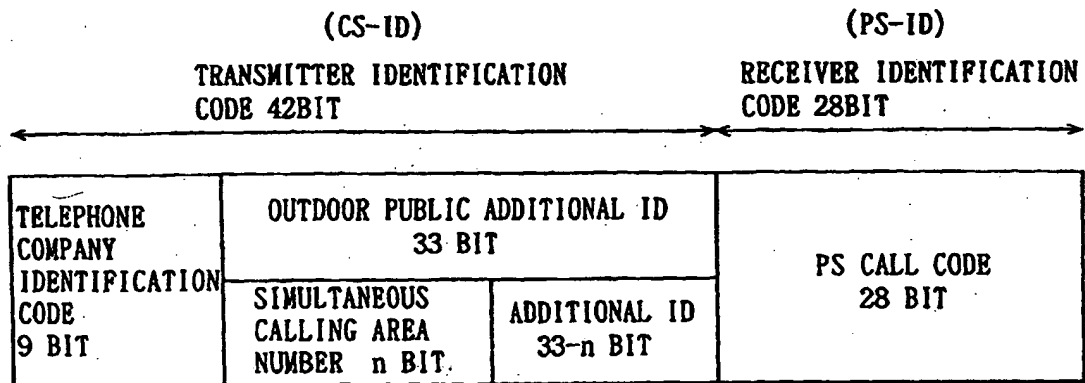 (CS-ID)
(PS-ID)
TRANSMITTER IDENTIFICATION
CODE 42BIT
RECEIVER IDENTIFICATION
CODE 28BIT
TELEPHONE
COMPANY
IDENTIFICATION
CODE
9 BIT
OUTDOOR PUBLIC ADDITIONAL ID
33 BIT
SIMULTANEOUS
CALLING AREA
NUMBER n BIT.
ADDITIONAL ID
33-n BIT
PS CALL CODE
28 BIT